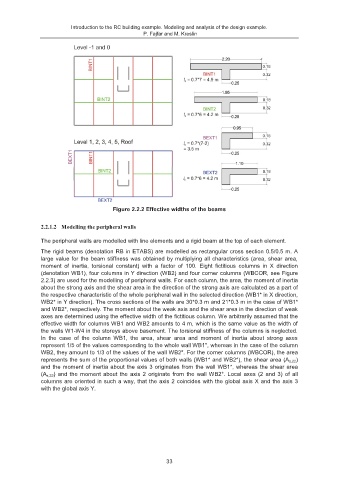 Introduction to the RC building example. Modeling and analysis of the design example.
P. Fajfar and M. Kreslin
Level -1 and 0
BINT1
BINT2
2.20
0.18
0.32
BINT1
l₀ = 0.7*7 = 4.9 m
0.25
1.86
0.18
0.32
BINT2
l₀ = 0.7*6 = 4.2 m
0.25
Level 1, 2, 3, 4, 5, Roof
BEXT1
BINT1
BINT2
BEXT2
0.95
0.18
0.32
BEXT1
l₀ = 0.7*(7-2)
= 3.5 m
0.25
1.10
0.18
0.32
BEXT2
l₀ = 0.7*6 = 4.2 m
0.25
Figure 2.2.2 Effective widths of the beams
2.2.1.2 Modelling the peripheral walls
The peripheral walls are modelled with line elements and a rigid beam at the top of each element.
The rigid beams (denotation RB in ETABS) are modelled as rectangular cross section 0.5/0.5 m. A
large value for the beam stiffness was obtained by multiplying all characteristics (area, shear area,
moment of inertia, torsional constant) with a factor of 100. Eight fictitious columns in X direction
(denotation WB1), four columns in Y direction (WB2) and four corner columns (WBCOR, see Figure
2.2.3) are used for the modelling of peripheral walls. For each column, the area, the moment of inertia
about the strong axis and the shear area in the direction of the strong axis are calculated as a part of
the respective characteristic of the whole peripheral wall in the selected direction (WB1* in X direction,
WB2* in Y direction). The cross sections of the walls are 30*0.3 m and 21*0.3 m in the case of WB1*
and WB2*, respectively. The moment about the weak axis and the shear area in the direction of weak
axes are determined using the effective width of the fictitious column. We arbitrarily assumed that the
effective width for columns WB1 and WB2 amounts to 4 m, which is the same value as the width of
the walls W1-W4 in the storeys above basement. The torsional stiffness of the columns is neglected.
In the case of the column WB1, the area, shear area and moment of inertia about strong axes
represent 1/5 of the values corresponding to the whole wall WB1*, whereas in the case of the column
WB2, they amount to 1/3 of the values of the wall WB2*. For the corner columns (WBCOR), the area
represents the sum of the proportional values of both walls (WB1* and WB2*), the shear area (Aₛ,₂₂)
and the moment of inertia about the axis 3 originates from the wall WB1*, whereas the shear area
(Aₛ,₃₃) and the moment about the axis 2 originate from the wall WB2*. Local axes (2 and 3) of all
columns are oriented in such a way, that the axis 2 coincides with the global axis X and the axis 3
with the global axis Y.
33